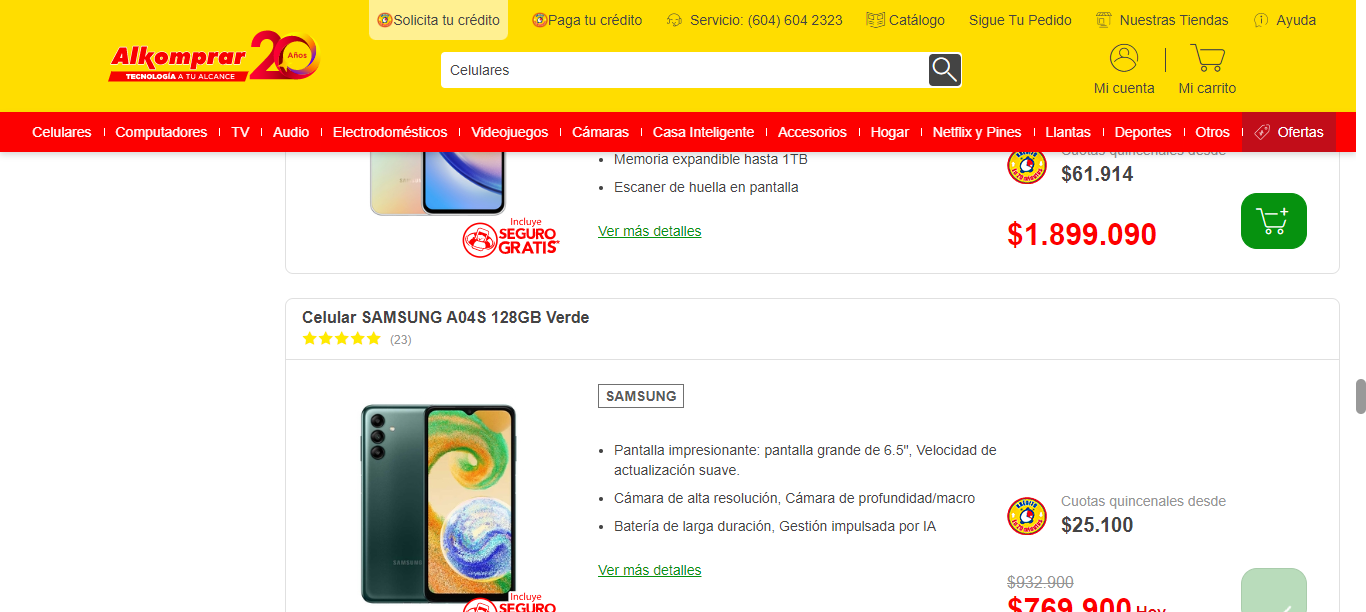 Solicita tu crédito
Paga tu crédito
Servicio: (604) 604 2323
Catálogo
Sigue Tu Pedido
Nuestras Tiendas
Ayuda
Alkomprar
TECNOLOGÍA A TU ALCANCE
20 Años
Celulares
Mi cuenta
Mi carrito
Celulares
Computadores
TV
Audio
Electrodomésticos
Videojuegos
Cámaras
Casa Inteligente
Accesorios
Hogar
Netflix y Pines
Llantas
Deportes
Otros
Ofertas
• Memoria expandible hasta 1TB
• Escaner de huella en pantalla
Ver más detalles
Incluye
SEGURO
GRATIS*
Cuotas quincenales desde
$61.914
$1.899.090
Celular SAMSUNG A04S 128GB Verde
(23)
SAMSUNG
• Pantalla impresionante: pantalla grande de 6.5", Velocidad de
actualización suave.
• Cámara de alta resolución, Cámara de profundidad/macro
• Batería de larga duración, Gestión impulsada por IA
Ver más detalles
SAMSUNG
Incluye
SEGURO
Cuotas quincenales desde
$25.100
$932.900
$769.900 Hoy